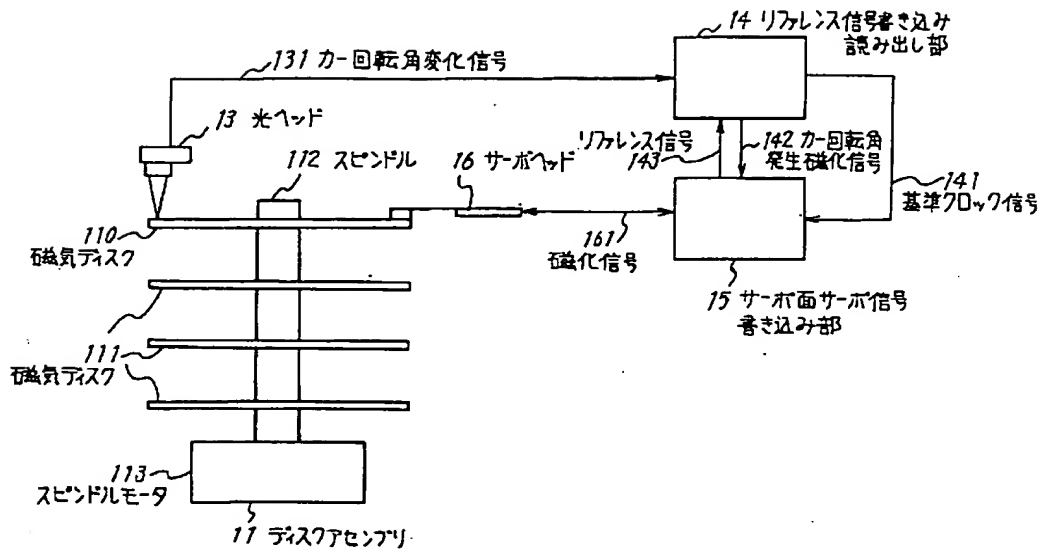 14 リファレンス信号書き込み
読み出し部
131 カー回転角変化信号
13 光ヘッド
112 スピンドル
16 サーボヘッド
リファレンス信号
143
142 カー回転角
発生磁化信号
141
基準クロック信号
110
磁気ディスク
161
磁化信号
15 サーボ面サーボ信号
書き込み部
111
磁気ディスク
113
スピンドルモータ
11 ディスクアセンブリ